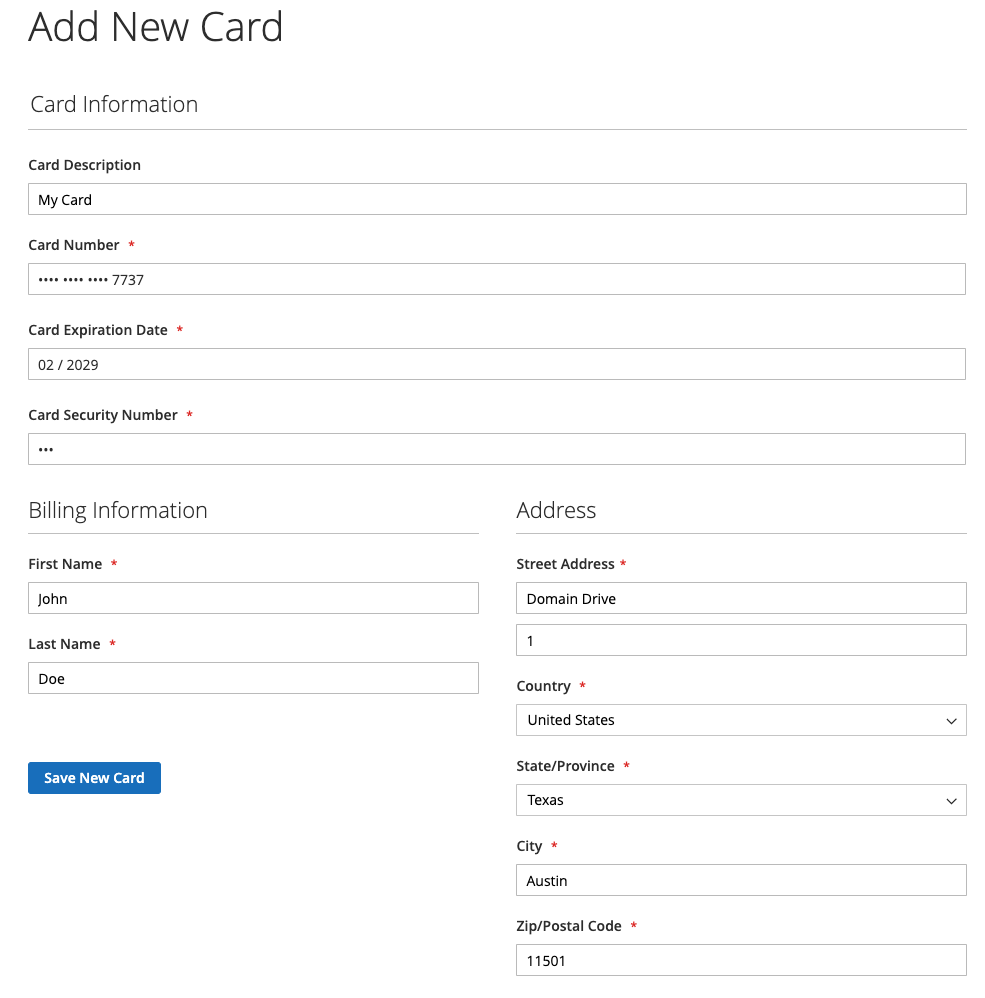 Add New Card
Card Information
Card Description
My Card
Card Number *
•••• •••• •••• 7737
Card Expiration Date *
02 / 2029
Card Security Number *
•••
Billing Information
First Name *
John
Last Name *
Doe
Save New Card
Address
Street Address *
Domain Drive
1
Country *
United States
State/Province *
Texas
City *
Austin
Zip/Postal Code *
11501